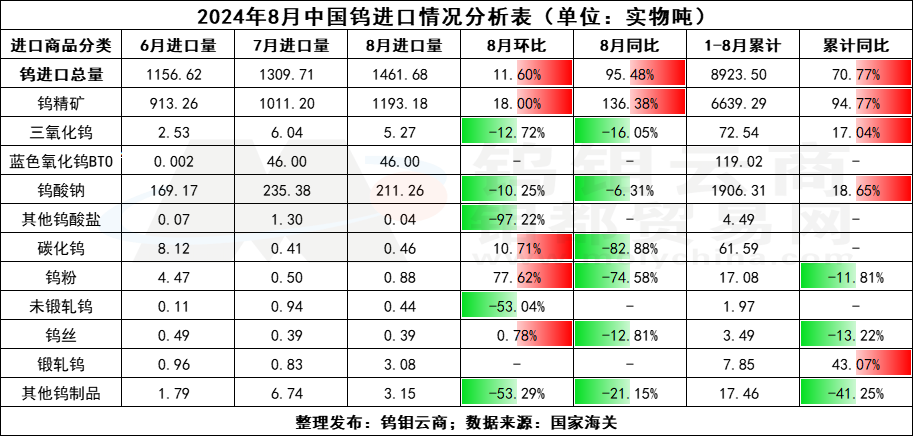 2024年8月中国钨进口情况分析表（单位：实物吨）
进口商品分类 6月进口量 7月进口量 8月进口量 8月环比 8月同比 1-8月累计 累计同比
钨进口总量 1156.62 1309.71 1461.68 11.60% 95.48% 8923.50 70.77%
钨精矿 913.26 1011.20 1193.18 18.00% 136.38% 6639.29 94.77%
三氧化钨 2.53 6.04 5.27 -12.72% -16.05% 72.54 17.04%
蓝色氧化钨BTO 0.002 46.00 46.00 - - 119.02 -
钨酸钠 169.17 235.38 211.26 -10.25% -6.31% 1906.31 18.65%
其他钨酸盐 0.07 1.30 0.04 -97.22% - 4.49 -
碳化钨 8.12 0.41 0.46 10.71% -82.88% 61.59 -
钨粉 4.47 0.50 0.88 77.62% -74.58% 17.08 -11.81%
未锻轧钨 0.11 0.94 0.44 -53.04% - 1.97 -
钨丝 0.49 0.39 0.39 0.78% -12.81% 3.49 -13.22%
锻轧钨 0.96 0.83 3.08 - - 7.85 43.07%
其他钨制品 1.79 6.74 3.15 -53.29% -21.15% 17.46 -41.25%
整理发布：钨钼云商；数据来源：国家海关